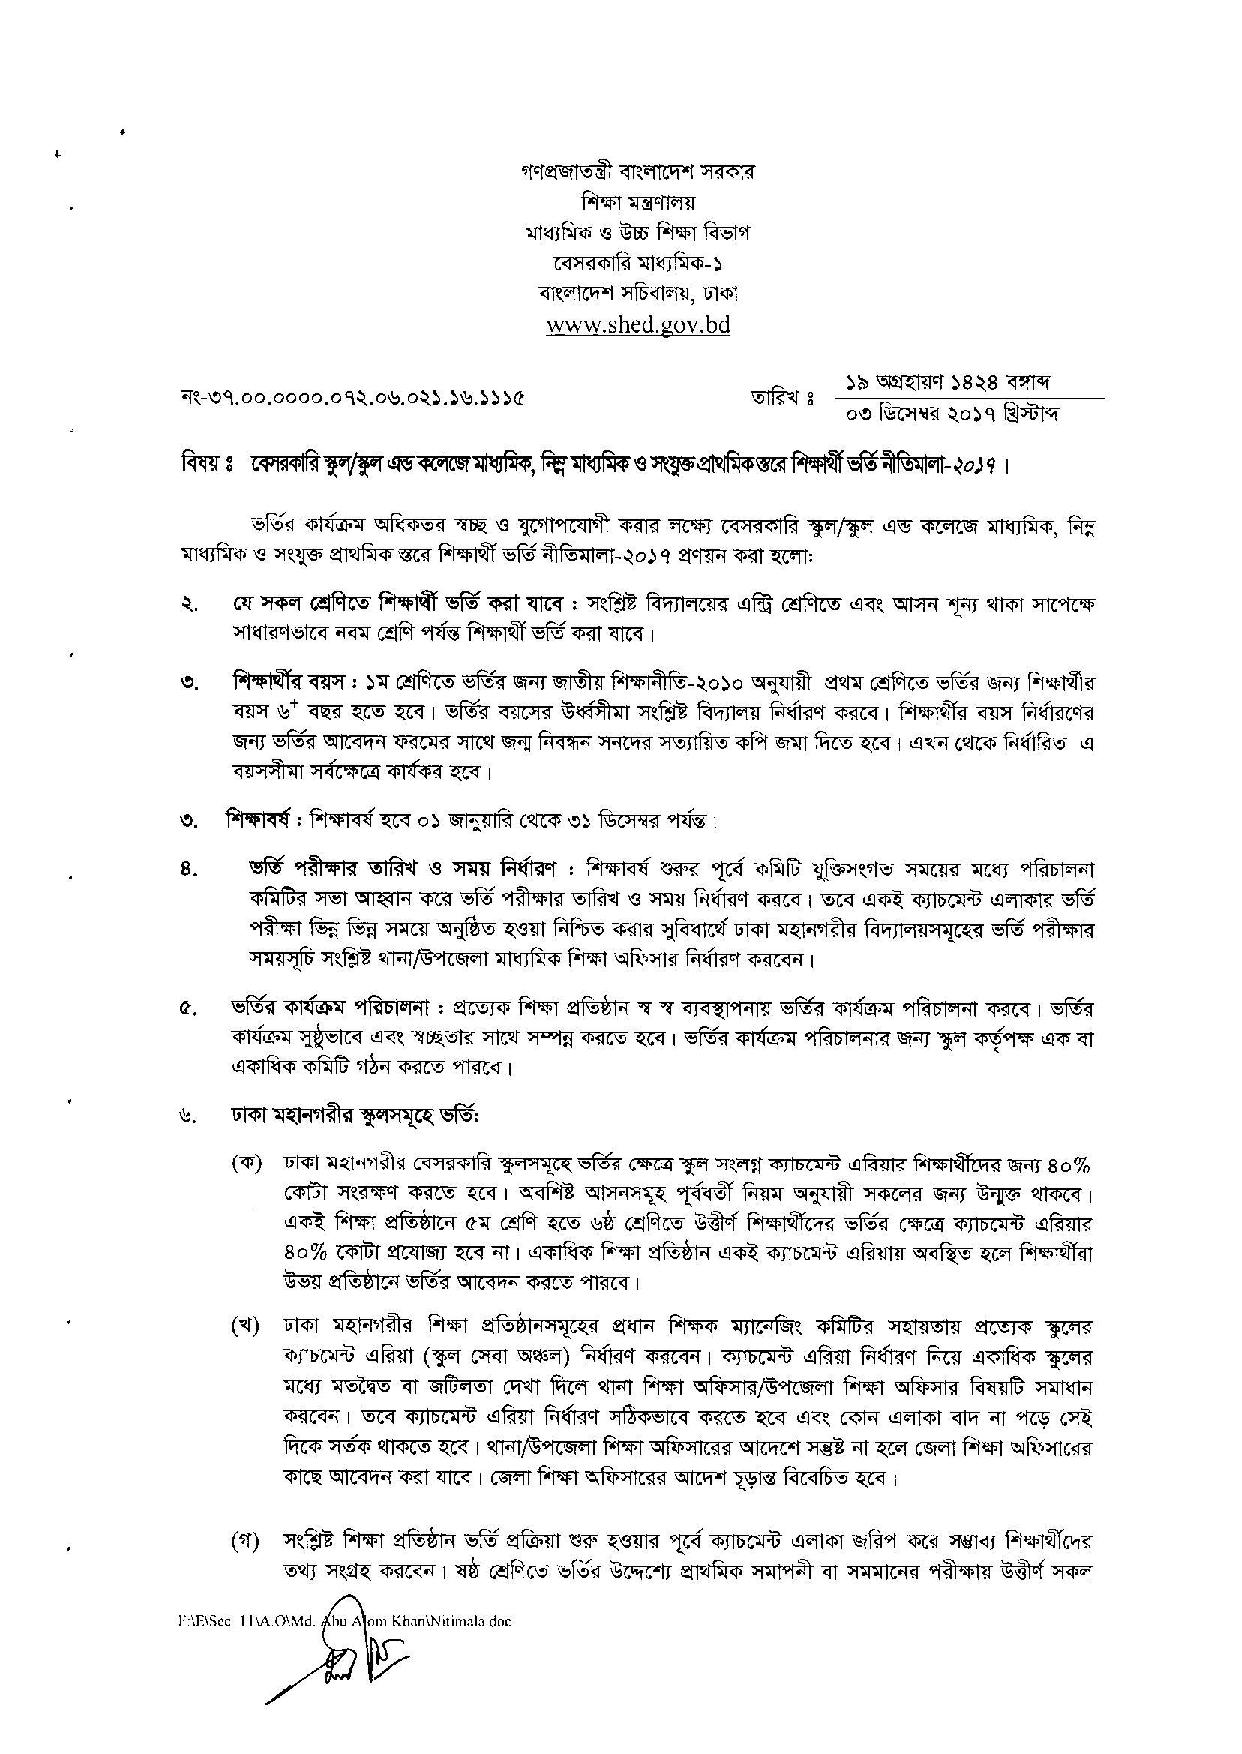 গণপ্রজাতন্ত্রী বাংলাদেশ সরকার
শিক্ষা মন্ত্রণালয়
মাধ্যমিক ও উচ্চ শিক্ষা বিভাগ
বেসরকারি মাধ্যমিক-১
বাংলাদেশ সচিবালয়, ঢাকা
www.shed.gov.bd
নং-৩৭.০০.০০০০.০৭২.০৬.০২১.১৬.১১১৫
তারিখ ঃ ১৯ অগ্রহায়ণ ১৪২৪ বঙ্গাব্দ
০৩ ডিসেম্বর ২০১৭ খ্রিস্টাব্দ
বিষয় ঃ বেসরকারি স্কুল/স্কুল এন্ড কলেজে মাধ্যমিক, নিম্ন মাধ্যমিক ও সংযুক্ত প্রাথমিক স্তরে শিক্ষার্থী ভর্তি নীতিমালা-২০১৭।
ভর্তির কার্যক্রম অধিকতর স্বচ্ছ ও যুগোপযোগী করার লক্ষ্যে বেসরকারি স্কুল/স্কুল এন্ড কলেজে মাধ্যমিক, নিম্ন
মাধ্যমিক ও সংযুক্ত প্রাথমিক স্তরে শিক্ষার্থী ভর্তি নীতিমালা-২০১৭ প্রণয়ন করা হলো:
২. যে সকল শ্রেণিতে শিক্ষার্থী ভর্তি করা যাবে : সংশ্লিষ্ট বিদ্যালয়ের এন্ট্রি শ্রেণিতে এবং আসন শূন্য থাকা সাপেক্ষে
সাধারণভাবে নবম শ্রেণি পর্যন্ত শিক্ষার্থী ভর্তি করা যাবে।
৩. শিক্ষার্থীর বয়স : ১ম শ্রেণিতে ভর্তির জন্য জাতীয় শিক্ষানীতি-২০১০ অনুযায়ী প্রথম শ্রেণিতে ভর্তির জন্য শিক্ষার্থীর
বয়স ৬⁺ বছর হতে হবে। ভর্তির বয়সের উর্ধ্বসীমা সংশ্লিষ্ট বিদ্যালয় নির্ধারণ করবে। শিক্ষার্থীর বয়স নির্ধারণের
জন্য ভর্তির আবেদন ফরমের সাথে জন্ম নিবন্ধন সনদের সত্যায়িত কপি জমা দিতে হবে। এখন থেকে নির্ধারিত এ
বয়সসীমা সর্বক্ষেত্রে কার্যকর হবে।
৩. শিক্ষাবর্ষ : শিক্ষাবর্ষ হবে ০১ জানুয়ারি থেকে ৩১ ডিসেম্বর পর্যন্ত।
৪. ভর্তি পরীক্ষার তারিখ ও সময় নির্ধারণ : শিক্ষাবর্ষ শুরুর পূর্বে কমিটি যুক্তিসংগত সময়ের মধ্যে পরিচালনা
কমিটির সভা আহ্বান করে ভর্তি পরীক্ষার তারিখ ও সময় নির্ধারণ করবে। তবে একই ক্যাচমেন্ট এলাকার ভর্তি
পরীক্ষা ভিন্ন ভিন্ন সময়ে অনুষ্ঠিত হওয়া নিশ্চিত করার সুবিধার্থে ঢাকা মহানগরীর বিদ্যালয়সমূহের ভর্তি পরীক্ষার
সময়সূচি সংশ্লিষ্ট থানা/উপজেলা মাধ্যমিক শিক্ষা অফিসার নির্ধারণ করবেন।
৫. ভর্তির কার্যক্রম পরিচালনা : প্রত্যেক শিক্ষা প্রতিষ্ঠান স্ব স্ব ব্যবস্থাপনায় ভর্তির কার্যক্রম পরিচালনা করবে। ভর্তির
কার্যক্রম সুষ্ঠুভাবে এবং স্বচ্ছতার সাথে সম্পন্ন করতে হবে। ভর্তির কার্যক্রম পরিচালনার জন্য স্কুল কর্তৃপক্ষ এক বা
একাধিক কমিটি গঠন করতে পারবে।
৬. ঢাকা মহানগরীর স্কুলসমূহে ভর্তি:
(ক) ঢাকা মহানগরীর বেসরকারি স্কুলসমূহে ভর্তির ক্ষেত্রে স্কুল সংলগ্ন ক্যাচমেন্ট এরিয়ার শিক্ষার্থীদের জন্য ৪০%
কোটা সংরক্ষণ করতে হবে। অবশিষ্ট আসনসমূহ পূর্ববর্তী নিয়ম অনুযায়ী সকলের জন্য উন্মুক্ত থাকবে।
একই শিক্ষা প্রতিষ্ঠানে ৫ম শ্রেণি হতে ৬ষ্ঠ শ্রেণিতে উত্তীর্ণ শিক্ষার্থীদের ভর্তির ক্ষেত্রে ক্যাচমেন্ট এরিয়ার
৪০% কোটা প্রযোজ্য হবে না। একাধিক শিক্ষা প্রতিষ্ঠান একই ক্যাচমেন্ট এরিয়ায় অবস্থিত হলে শিক্ষার্থীরা
উভয় প্রতিষ্ঠানে ভর্তির আবেদন করতে পারবে।
(খ) ঢাকা মহানগরীর শিক্ষা প্রতিষ্ঠানসমূহের প্রধান শিক্ষক ম্যানেজিং কমিটির সহায়তায় প্রত্যেক স্কুলের
ক্যাচমেন্ট এরিয়া (স্কুল সেবা অঞ্চল) নির্ধারণ করবেন। ক্যাচমেন্ট এরিয়া নির্ধারণ নিয়ে একাধিক স্কুলের
মধ্যে মতদ্বৈত বা জটিলতা দেখা দিলে থানা শিক্ষা অফিসার/উপজেলা শিক্ষা অফিসার বিষয়টি সমাধান
করবেন। তবে ক্যাচমেন্ট এরিয়া নির্ধারণ সঠিকভাবে করতে হবে এবং কোন এলাকা বাদ না পড়ে সেই
দিকে সর্তক থাকতে হবে। থানা/উপজেলা শিক্ষা অফিসারের আদেশে সন্তুষ্ট না হলে জেলা শিক্ষা অফিসারের
কাছে আবেদন করা যাবে। জেলা শিক্ষা অফিসারের আদেশ চূড়ান্ত বিবেচিত হবে।
(গ) সংশ্লিষ্ট শিক্ষা প্রতিষ্ঠান ভর্তি প্রক্রিয়া শুরু হওয়ার পূর্বে ক্যাচমেন্ট এলাকা জরিপ করে সম্ভাব্য শিক্ষার্থীদের
তথ্য সংগ্রহ করবেন। ষষ্ঠ শ্রেণিতে ভর্তির উদ্দেশ্যে প্রাথমিক সমাপনী বা সমমানের পরীক্ষায় উত্তীর্ণ সকল
F:\E\Sec 11\A.O\Md. Abu Alom Khan\Nitimala doc